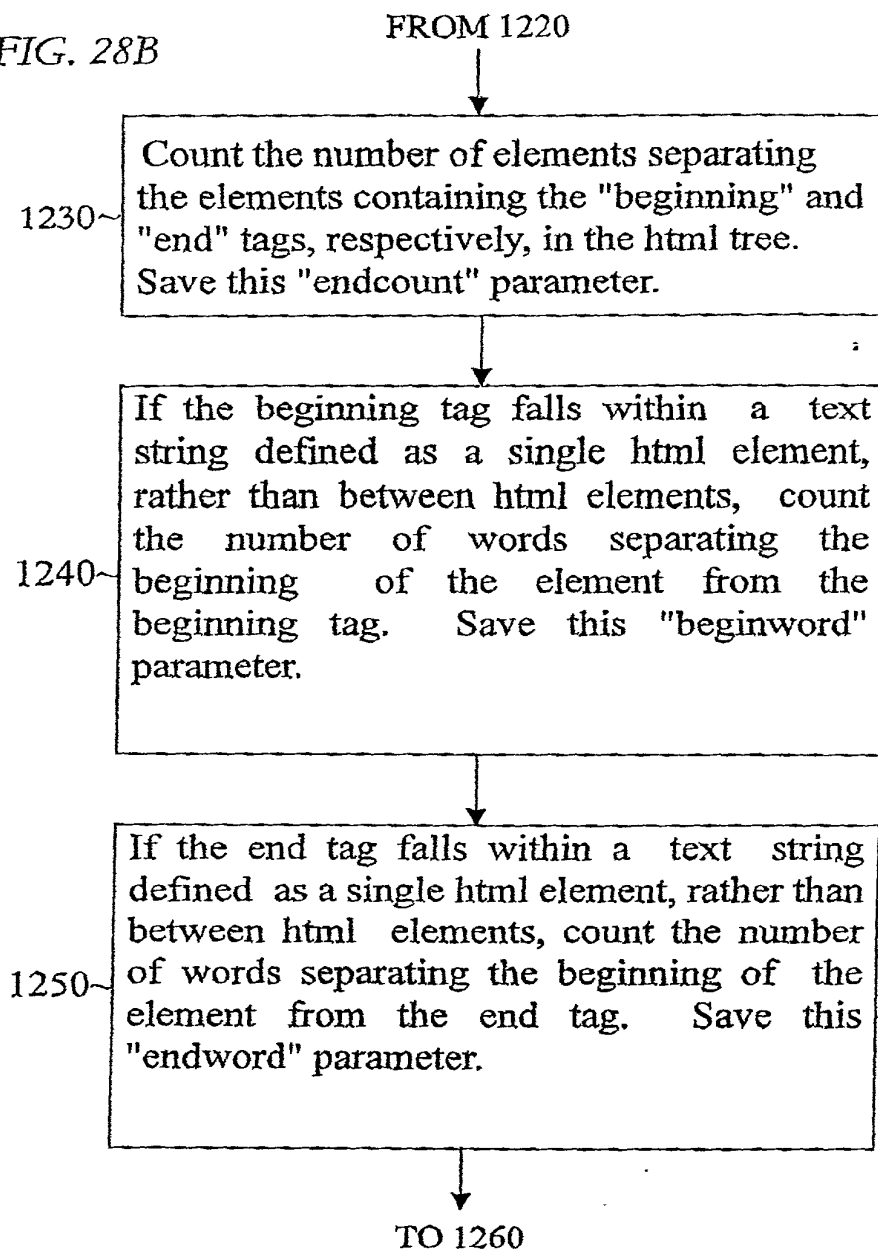 FIG. 28B
FROM 1220
Count the number of elements separating
the elements containing the "beginning" and
"end" tags, respectively, in the html tree.
Save this "endcount" parameter.
1230~
If the beginning tag falls within a text
string defined as a single html element,
rather than between html elements, count
the number of words separating the
beginning of the element from the
beginning tag. Save this "beginword"
parameter.
1240~
If the end tag falls within a text string
defined as a single html element, rather than
between html elements, count the number
of words separating the beginning of the
element from the end tag. Save this
"endword" parameter.
1250~
TO 1260